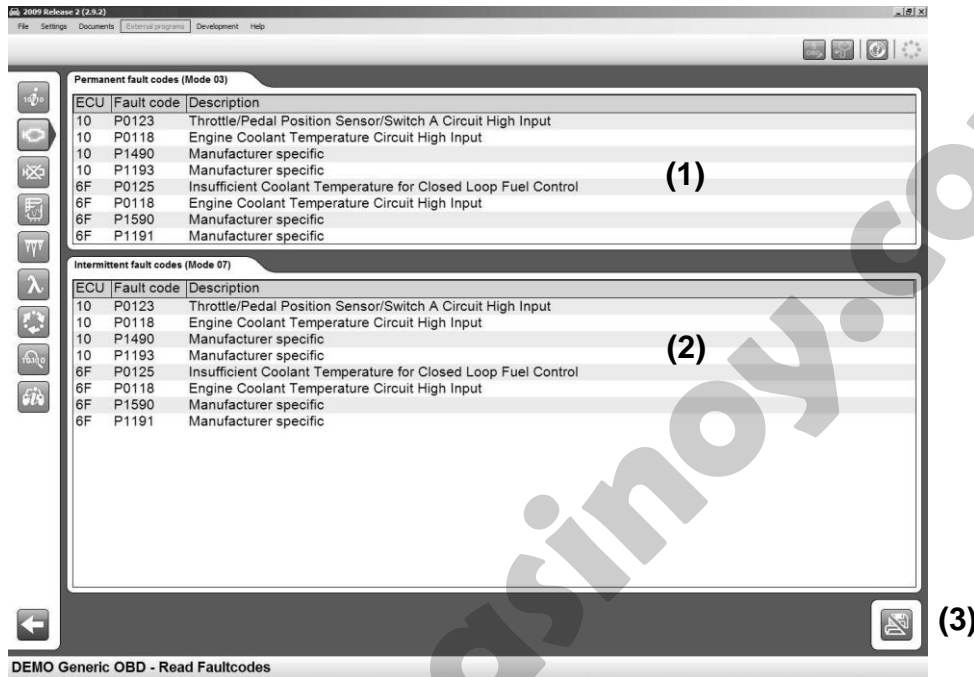 2009 Release 2 (2.9.2)
File Settings Documents External programs Development Help
Permanent fault codes (Mode 03)
ECU Fault code Description
10 P0123 Throttle/Pedal Position Sensor/Switch A Circuit High Input
10 P0118 Engine Coolant Temperature Circuit High Input
10 P1490 Manufacturer specific
10 P1193 Manufacturer specific
6F P0125 Insufficient Coolant Temperature for Closed Loop Fuel Control
6F P0118 Engine Coolant Temperature Circuit High Input
6F P1590 Manufacturer specific
6F P1191 Manufacturer specific
(1)
Intermittent fault codes (Mode 07)
ECU Fault code Description
10 P0123 Throttle/Pedal Position Sensor/Switch A Circuit High Input
10 P0118 Engine Coolant Temperature Circuit High Input
10 P1490 Manufacturer specific
10 P1193 Manufacturer specific
6F P0125 Insufficient Coolant Temperature for Closed Loop Fuel Control
6F P0118 Engine Coolant Temperature Circuit High Input
6F P1590 Manufacturer specific
6F P1191 Manufacturer specific
(2)
(3)
DEMO Generic OBD - Read Faultcodes
asinoy.co